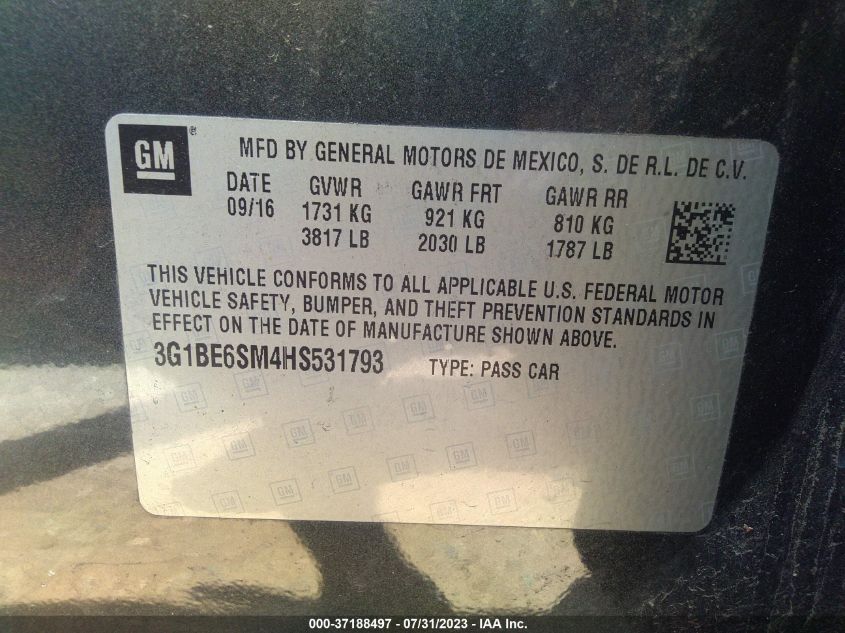 GM ®
MFD BY GENERAL MOTORS DE MEXICO, S. DE R.L. DE C.V.
DATE GVWR GAWR FRT GAWR RR
09/16 1731 KG 921 KG 810 KG
3817 LB 2030 LB 1787 LB
THIS VEHICLE CONFORMS TO ALL APPLICABLE U.S. FEDERAL MOTOR
VEHICLE SAFETY, BUMPER, AND THEFT PREVENTION STANDARDS IN
EFFECT ON THE DATE OF MANUFACTURE SHOWN ABOVE.
3G1BE6SM4HS531793 TYPE: PASS CAR
000-37188497 - 07/31/2023 - IAA Inc.